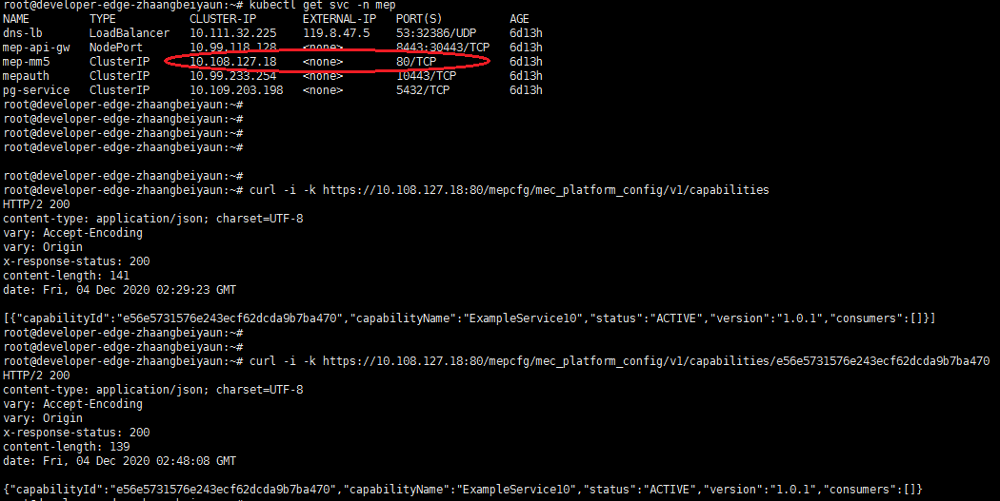 root@developer-edge-zhaangbeiyaun:~# kubectl get svc -n mep
NAME TYPE CLUSTER-IP EXTERNAL-IP PORT(S) AGE
dns-lb LoadBalancer 10.111.32.225 119.8.47.5 53:32386/UDP 6d13h
mep-api-gw NodePort 10.99.118.128 <none> 8443:30443/TCP 6d13h
mep-mm5 ClusterIP 10.108.127.18 <none> 80/TCP 6d13h
mepauth ClusterIP 10.99.233.254 <none> 10443/TCP 6d13h
pg-service ClusterIP 10.109.203.198 <none> 5432/TCP 6d13h
root@developer-edge-zhaangbeiyaun:~#
root@developer-edge-zhaangbeiyaun:~#
root@developer-edge-zhaangbeiyaun:~#
root@developer-edge-zhaangbeiyaun:~#
root@developer-edge-zhaangbeiyaun:~#
root@developer-edge-zhaangbeiyaun:~# curl -i -k https://10.108.127.18:80/mepcfg/mec_platform_config/v1/capabilities
HTTP/2 200
content-type: application/json; charset=UTF-8
vary: Accept-Encoding
vary: Origin
x-response-status: 200
content-length: 141
date: Fri, 04 Dec 2020 02:29:23 GMT
[{"capabilityId":"e56e5731576e243ecf62dcda9b7ba470","capabilityName":"ExampleService10","status":"ACTIVE","version":"1.0.1","consumers":[]}]
root@developer-edge-zhaangbeiyaun:~#
root@developer-edge-zhaangbeiyaun:~#
root@developer-edge-zhaangbeiyaun:~# curl -i -k https://10.108.127.18:80/mepcfg/mec_platform_config/v1/capabilities/e56e5731576e243ecf62dcda9b7ba470
HTTP/2 200
content-type: application/json; charset=UTF-8
vary: Accept-Encoding
vary: Origin
x-response-status: 200
content-length: 139
date: Fri, 04 Dec 2020 02:48:08 GMT
{"capabilityId":"e56e5731576e243ecf62dcda9b7ba470","capabilityName":"ExampleService10","status":"ACTIVE","version":"1.0.1","consumers":[]}